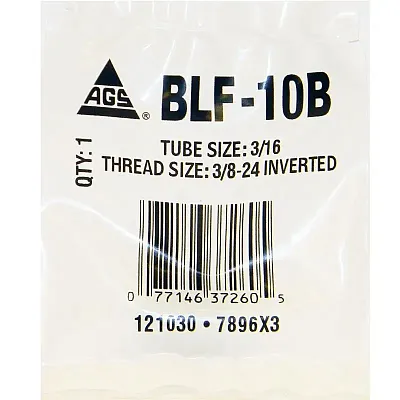 AGS® BLF-10B
QTY: 1
TUBE SIZE: 3/16
THREAD SIZE: 3/8-24 INVERTED
0 77146 37260 5
121030 • 7896X3